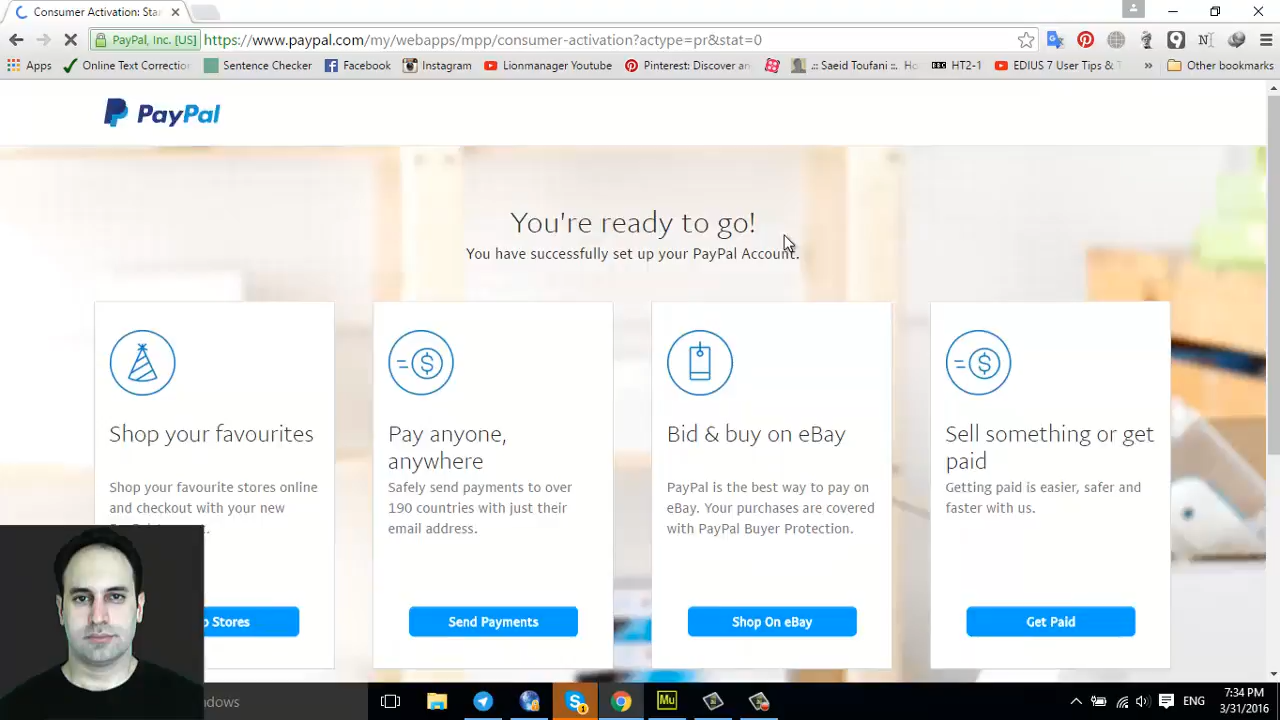 Consumer Activation: Star
PayPal, Inc. [US] https://www.paypal.com/my/webapps/mpp/consumer-activation?actype=pr&stat=0
Apps Online Text Correction Sentence Checker Facebook Instagram Lionmanager Youtube Pinterest: Discover an .:: Saeid Toufani ::. Ho HT2-1 EDIUS 7 User Tips & T » Other bookmarks
PayPal
You're ready to go!
You have successfully set up your PayPal Account.
Shop your favourites
Shop your favourite stores online
and checkout with your new
Stores
Pay anyone,
anywhere
Safely send payments to over
190 countries with just their
email address.
Send Payments
Bid & buy on eBay
PayPal is the best way to pay on
eBay. Your purchases are covered
with PayPal Buyer Protection.
Shop On eBay
Sell something or get
paid
Getting paid is easier, safer and
faster with us.
Get Paid
ndows
Mu
1
ENG
7:34 PM
3/31/2016